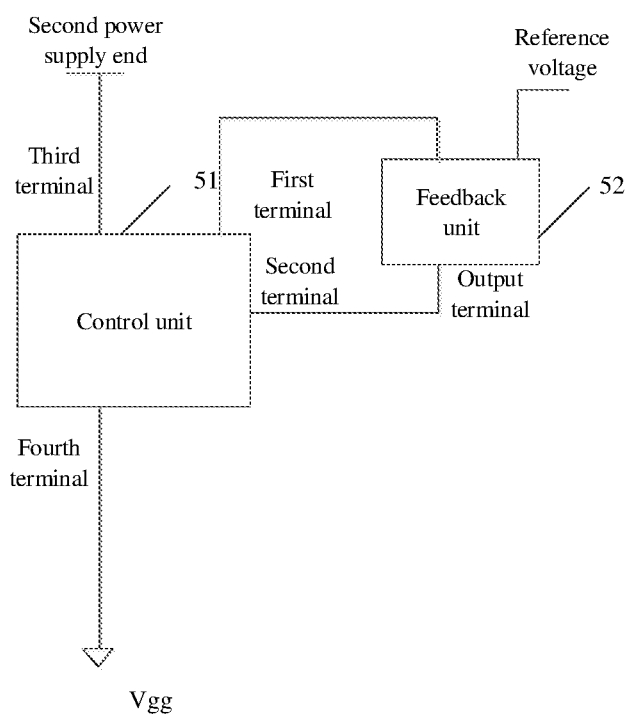 Second power
supply end
Reference
voltage
Third
terminal
51
First
terminal
Feedback
unit
52
Second
terminal
Output
terminal
Control unit
Fourth
terminal
Vgg